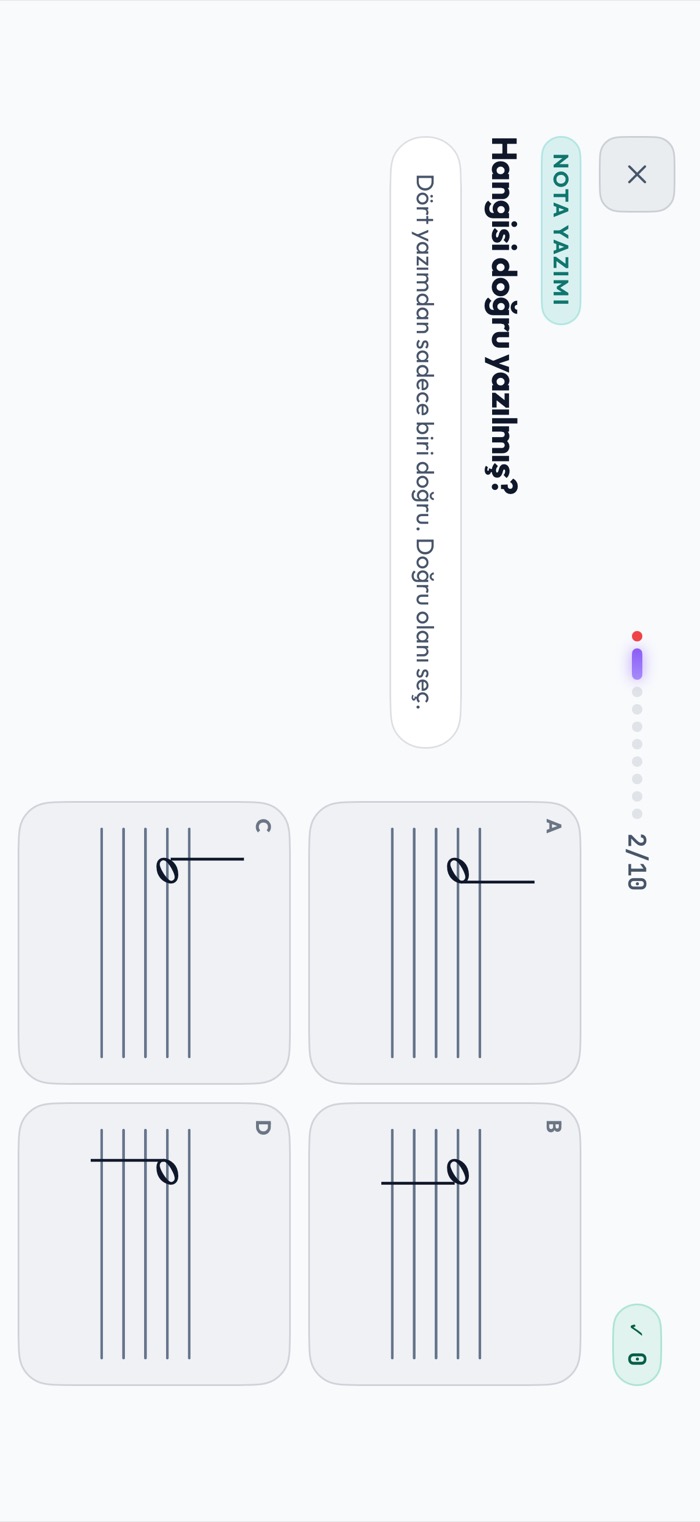 2/10
✓ 0
NOTA YAZIMI
Hangisi doğru yazılmış?
Dört yazımdan sadece biri doğru. Doğru olanı seç.
A
B
C
D